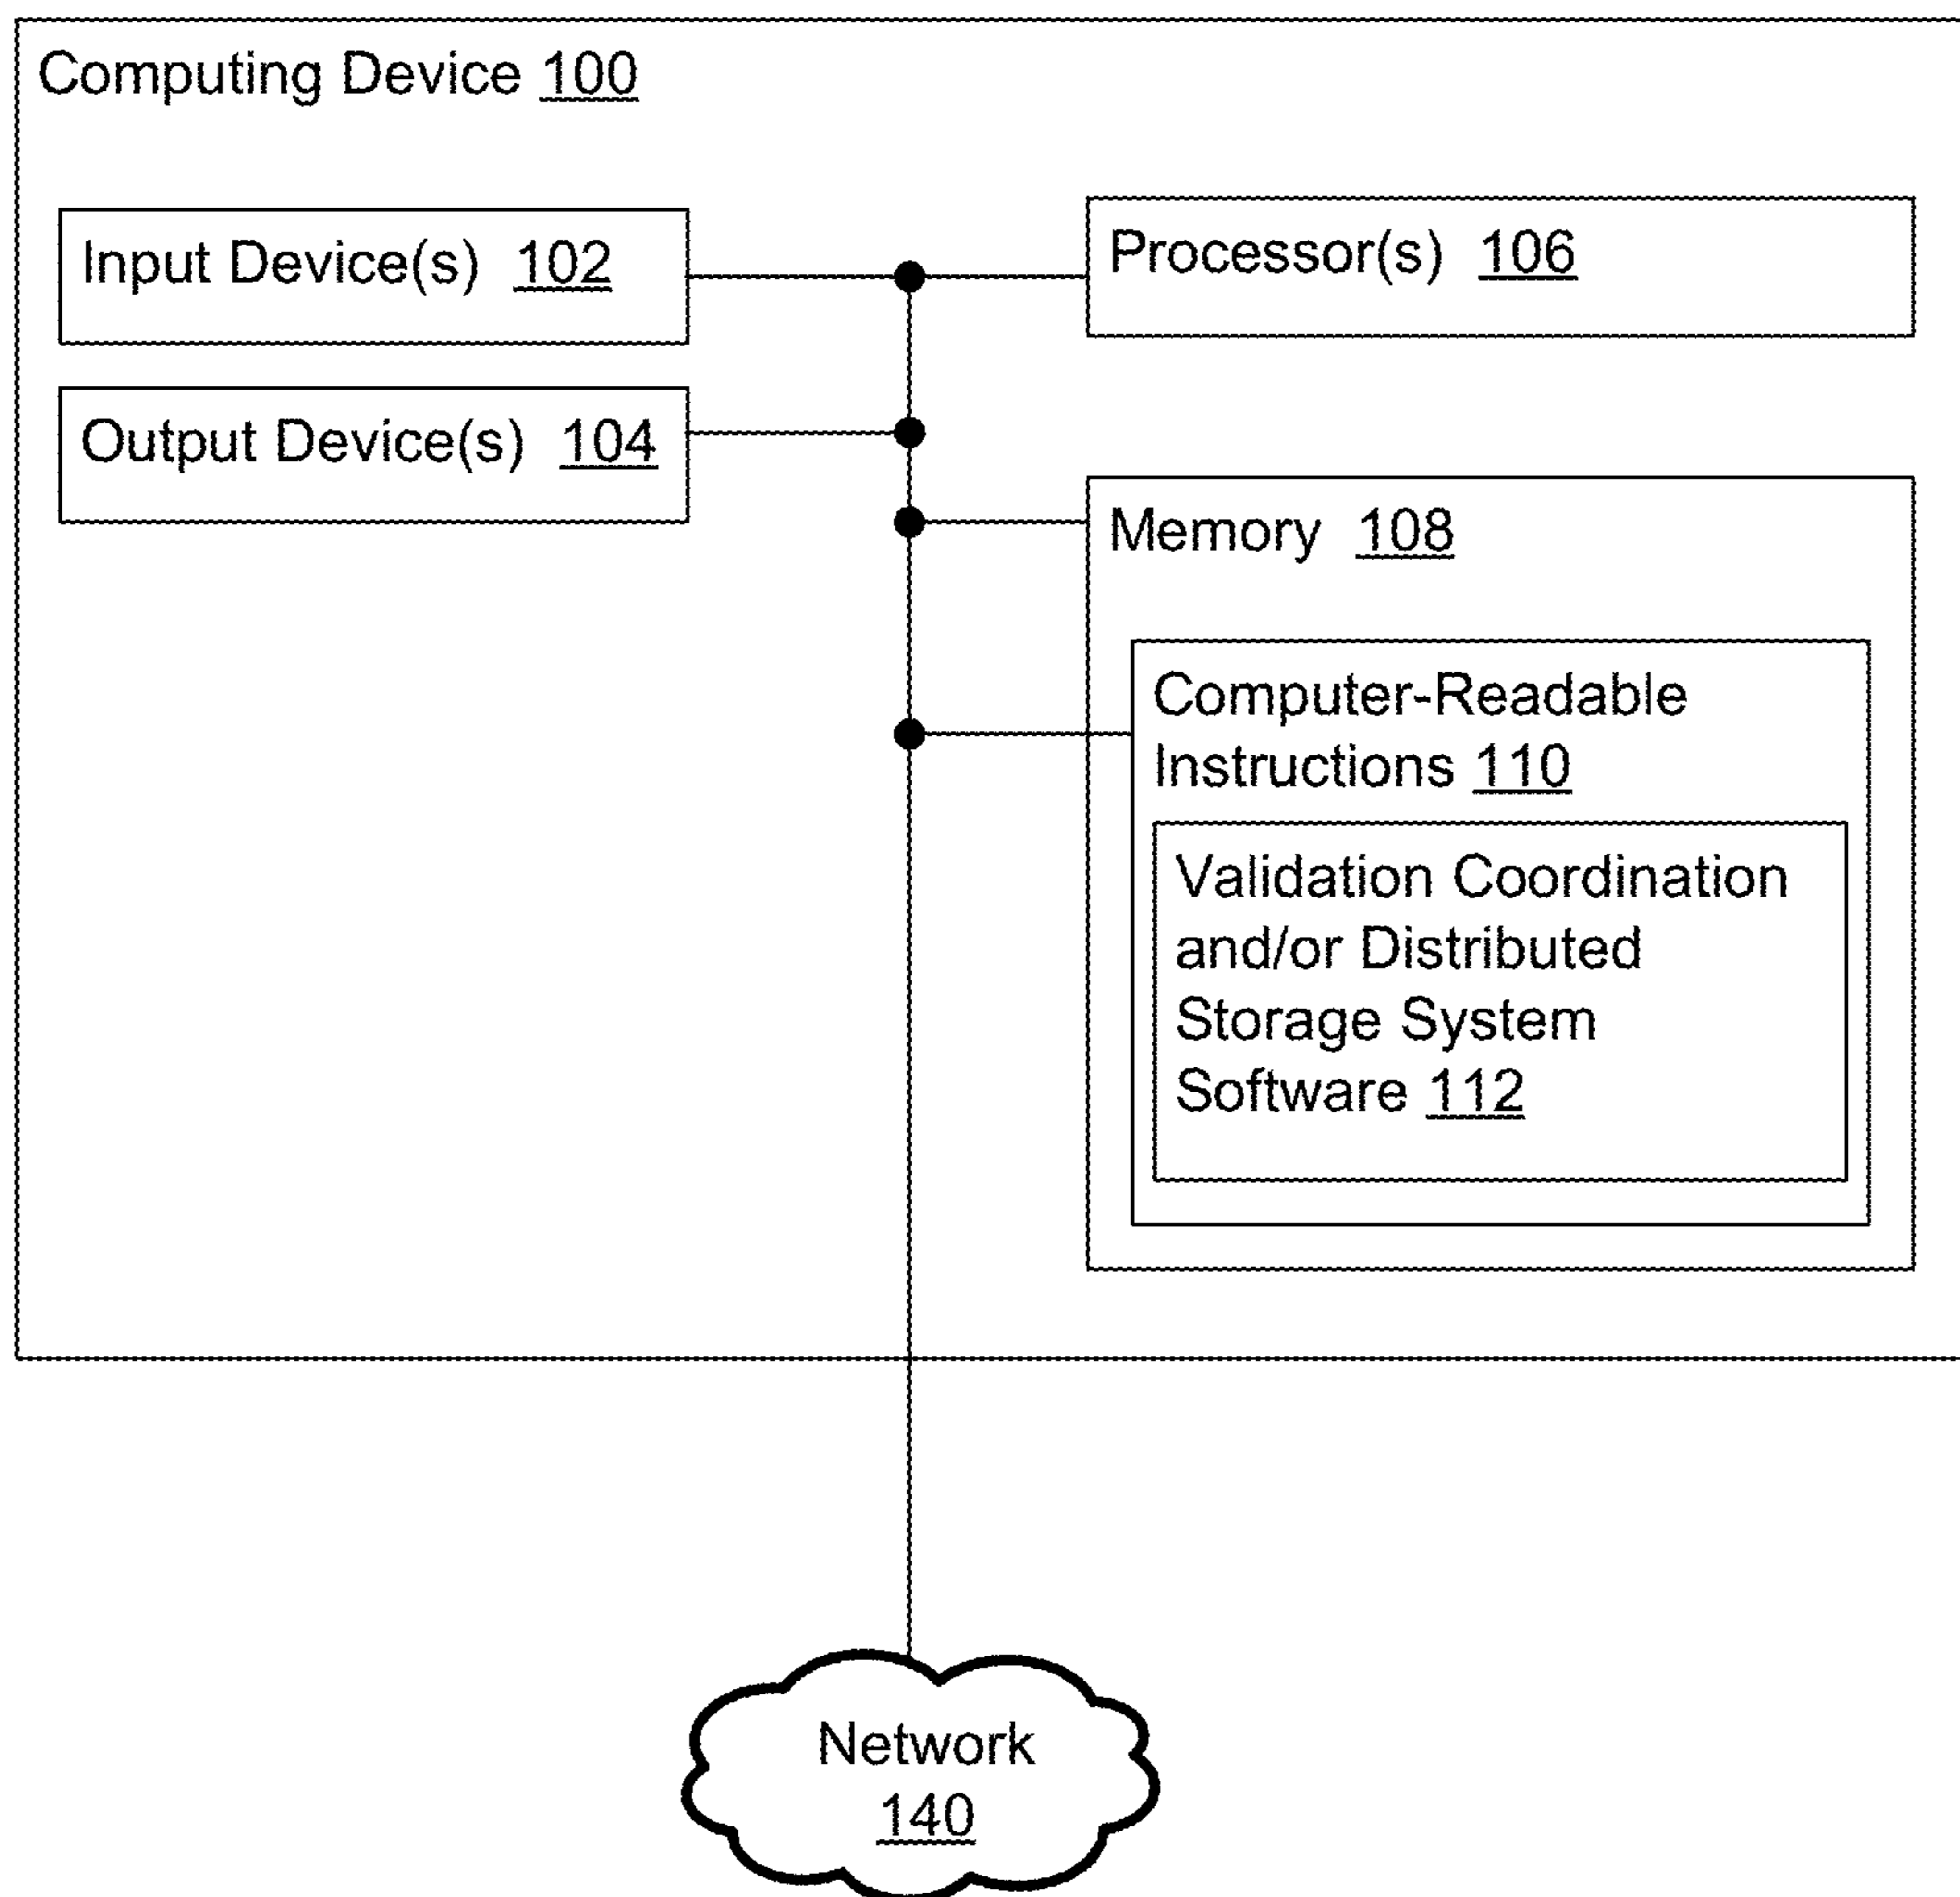 Computing Device 100
Input Device(s) 102
Processor(s) 106
Output Device(s) 104
Memory 108
Computer-Readable
Instructions 110
Validation Coordination
and/or Distributed
Storage System
Software 112
Network
140